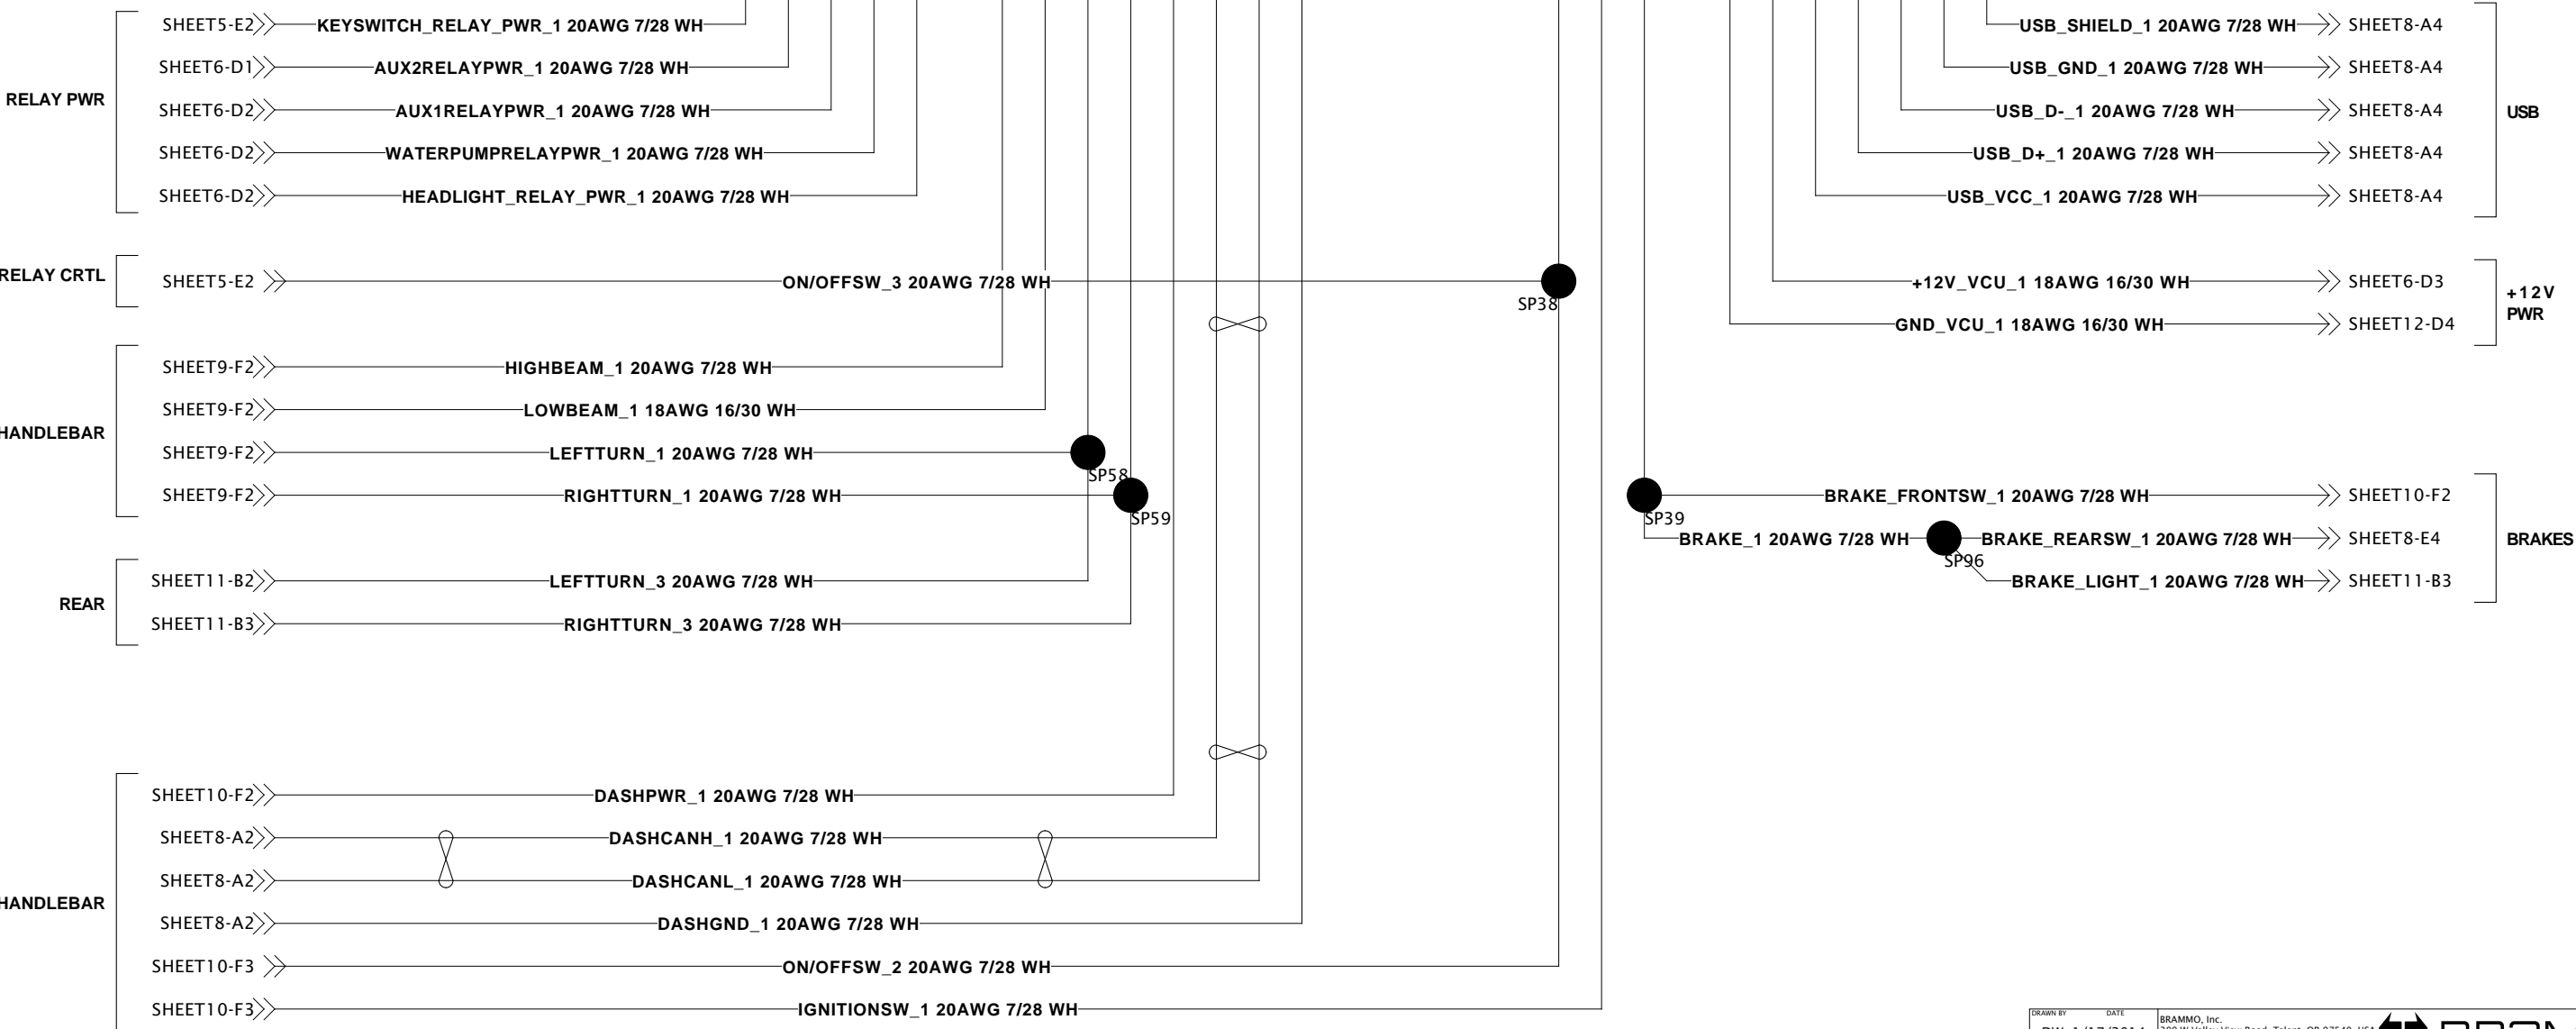 RELAY PWR
SHEET5-E2 KEYSWITCH_RELAY_PWR_1 20AWG 7/28 WH
SHEET6-D1 AUX2RELAYPWR_1 20AWG 7/28 WH
SHEET6-D2 AUX1RELAYPWR_1 20AWG 7/28 WH
SHEET6-D2 WATERPUMPRELAYPWR_1 20AWG 7/28 WH
SHEET6-D2 HEADLIGHT_RELAY_PWR_1 20AWG 7/28 WH
RELAY CRTL
SHEET5-E2 ON/OFFSW_3 20AWG 7/28 WH
SP38
HANDLEBAR
SHEET9-F2 HIGHBEAM_1 20AWG 7/28 WH
SHEET9-F2 LOWBEAM_1 18AWG 16/30 WH
SHEET9-F2 LEFTTURN_1 20AWG 7/28 WH
SP58
SHEET9-F2 RIGHTTURN_1 20AWG 7/28 WH
SP59
REAR
SHEET11-B2 LEFTTURN_3 20AWG 7/28 WH
SHEET11-B3 RIGHTTURN_3 20AWG 7/28 WH
HANDLEBAR
SHEET10-F2 DASHPWR_1 20AWG 7/28 WH
SHEET8-A2 DASHCANH_1 20AWG 7/28 WH
SHEET8-A2 DASHCANL_1 20AWG 7/28 WH
SHEET8-A2 DASHGND_1 20AWG 7/28 WH
SHEET10-F3 ON/OFFSW_2 20AWG 7/28 WH
SHEET10-F3 IGNITIONSW_1 20AWG 7/28 WH
USB_SHIELD_1 20AWG 7/28 WH SHEET8-A4
USB_GND_1 20AWG 7/28 WH SHEET8-A4
USB_D-_1 20AWG 7/28 WH SHEET8-A4
USB_D+_1 20AWG 7/28 WH SHEET8-A4
USB_VCC_1 20AWG 7/28 WH SHEET8-A4
USB
+12V_VCU_1 18AWG 16/30 WH SHEET6-D3
GND_VCU_1 18AWG 16/30 WH SHEET12-D4
+12V
PWR
BRAKE_FRONTSW_1 20AWG 7/28 WH SHEET10-F2
SP39
BRAKE_1 20AWG 7/28 WH BRAKE_REARSW_1 20AWG 7/28 WH SHEET8-E4
SP96
BRAKE_LIGHT_1 20AWG 7/28 WH SHEET11-B3
BRAKES
DRAWN BY DATE
BRAMMO, Inc.